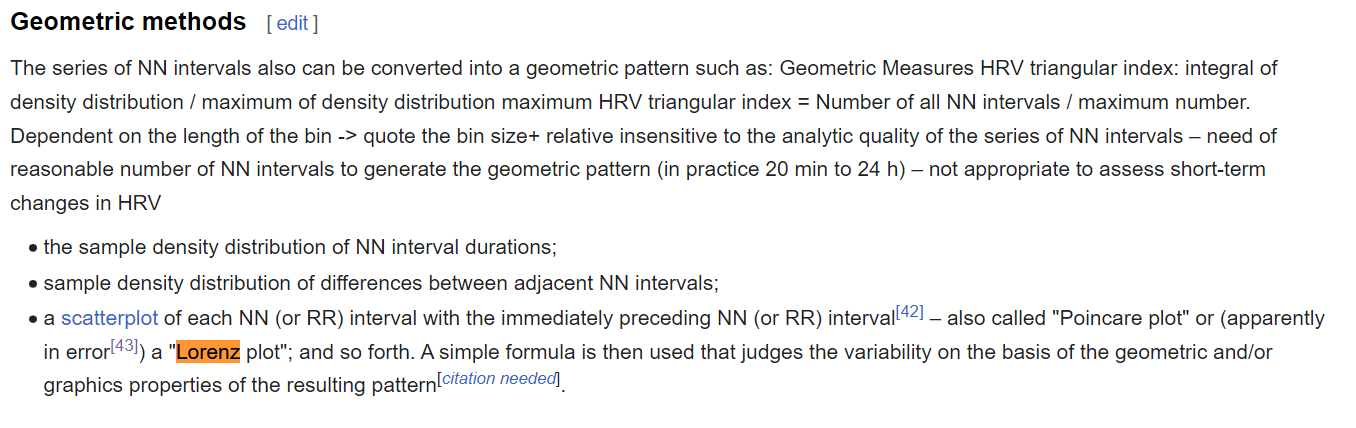 Geometric methods [ edit ]
The series of NN intervals also can be converted into a geometric pattern such as: Geometric Measures HRV triangular index: integral of
density distribution / maximum of density distribution maximum HRV triangular index = Number of all NN intervals / maximum number.
Dependent on the length of the bin -> quote the bin size+ relative insensitive to the analytic quality of the series of NN intervals – need of
reasonable number of NN intervals to generate the geometric pattern (in practice 20 min to 24 h) – not appropriate to assess short-term
changes in HRV
• the sample density distribution of NN interval durations;
• sample density distribution of differences between adjacent NN intervals;
• a scatterplot of each NN (or RR) interval with the immediately preceding NN (or RR) interval[42] – also called "Poincare plot" or (apparently
in error[43]) a "Lorenz plot"; and so forth. A simple formula is then used that judges the variability on the basis of the geometric and/or
graphics properties of the resulting pattern[citation needed].